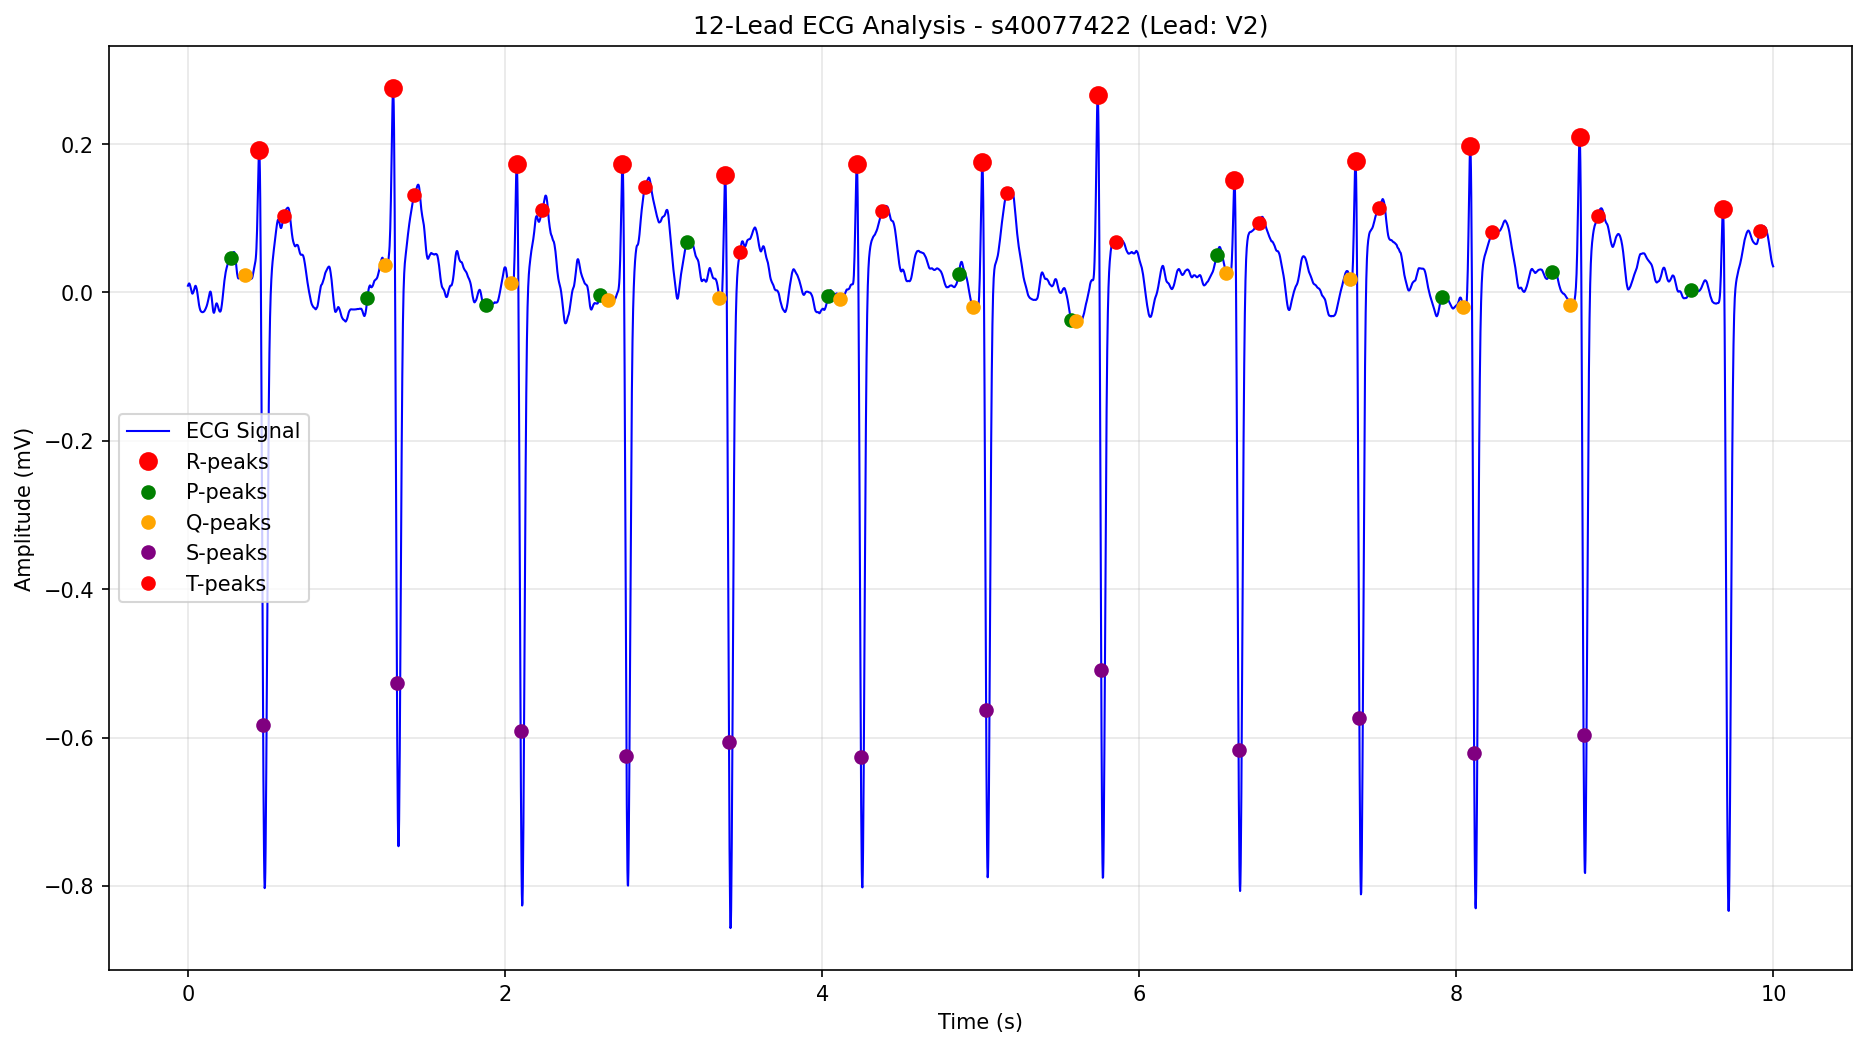 12-Lead ECG Analysis - s40077422 (Lead: V2)
Amplitude (mV)
0.2
0.0
−0.2
−0.4
−0.6
−0.8
ECG Signal
R-peaks
P-peaks
Q-peaks
S-peaks
T-peaks
0 2 4 6 8 10
Time (s)